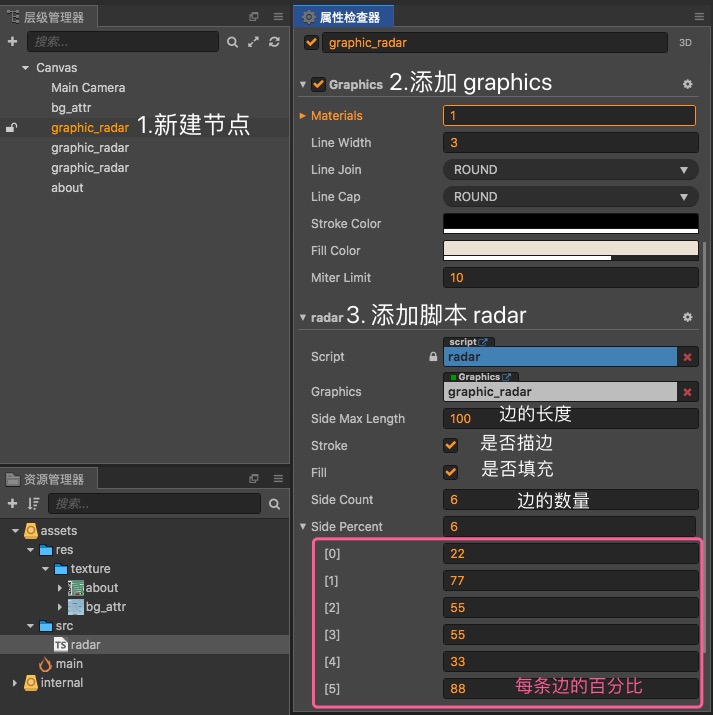 层级管理器
搜索...
Canvas
Main Camera
bg_attr
graphic_radar 1.新建节点
graphic_radar
graphic_radar
about
资源管理器
搜索...
assets
res
texture
about
bg_attr
src
TS radar
main
internal
属性检查器
graphic_radar 3D
Graphics 2.添加 graphics
Materials 1
Line Width 3
Line Join ROUND
Line Cap ROUND
Stroke Color
Fill Color
Miter Limit 10
radar 3. 添加脚本 radar
script
Script radar
Graphics
Graphics graphic_radar
Side Max Length 100 边的长度
Stroke 是否描边
Fill 是否填充
Side Count 6 边的数量
Side Percent 6
[0] 22
[1] 77
[2] 55
[3] 55
[4] 33
[5] 88 每条边的百分比